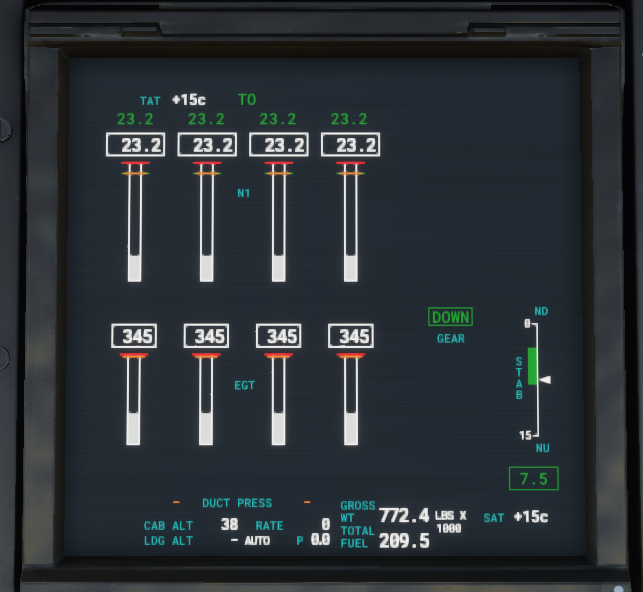 TAT +15c TO
23.2 23.2 23.2 23.2
23.2 23.2 23.2 23.2
N1
345 345 345 345
EGT
DOWN
GEAR
ND
0
STAB
15
NU
7.5
- DUCT PRESS -
CAB ALT 38 RATE 0
LDG ALT - AUTO P 0.0
GROSS
WT 772.4 LBS X
1000
TOTAL
FUEL 209.5
SAT +15c